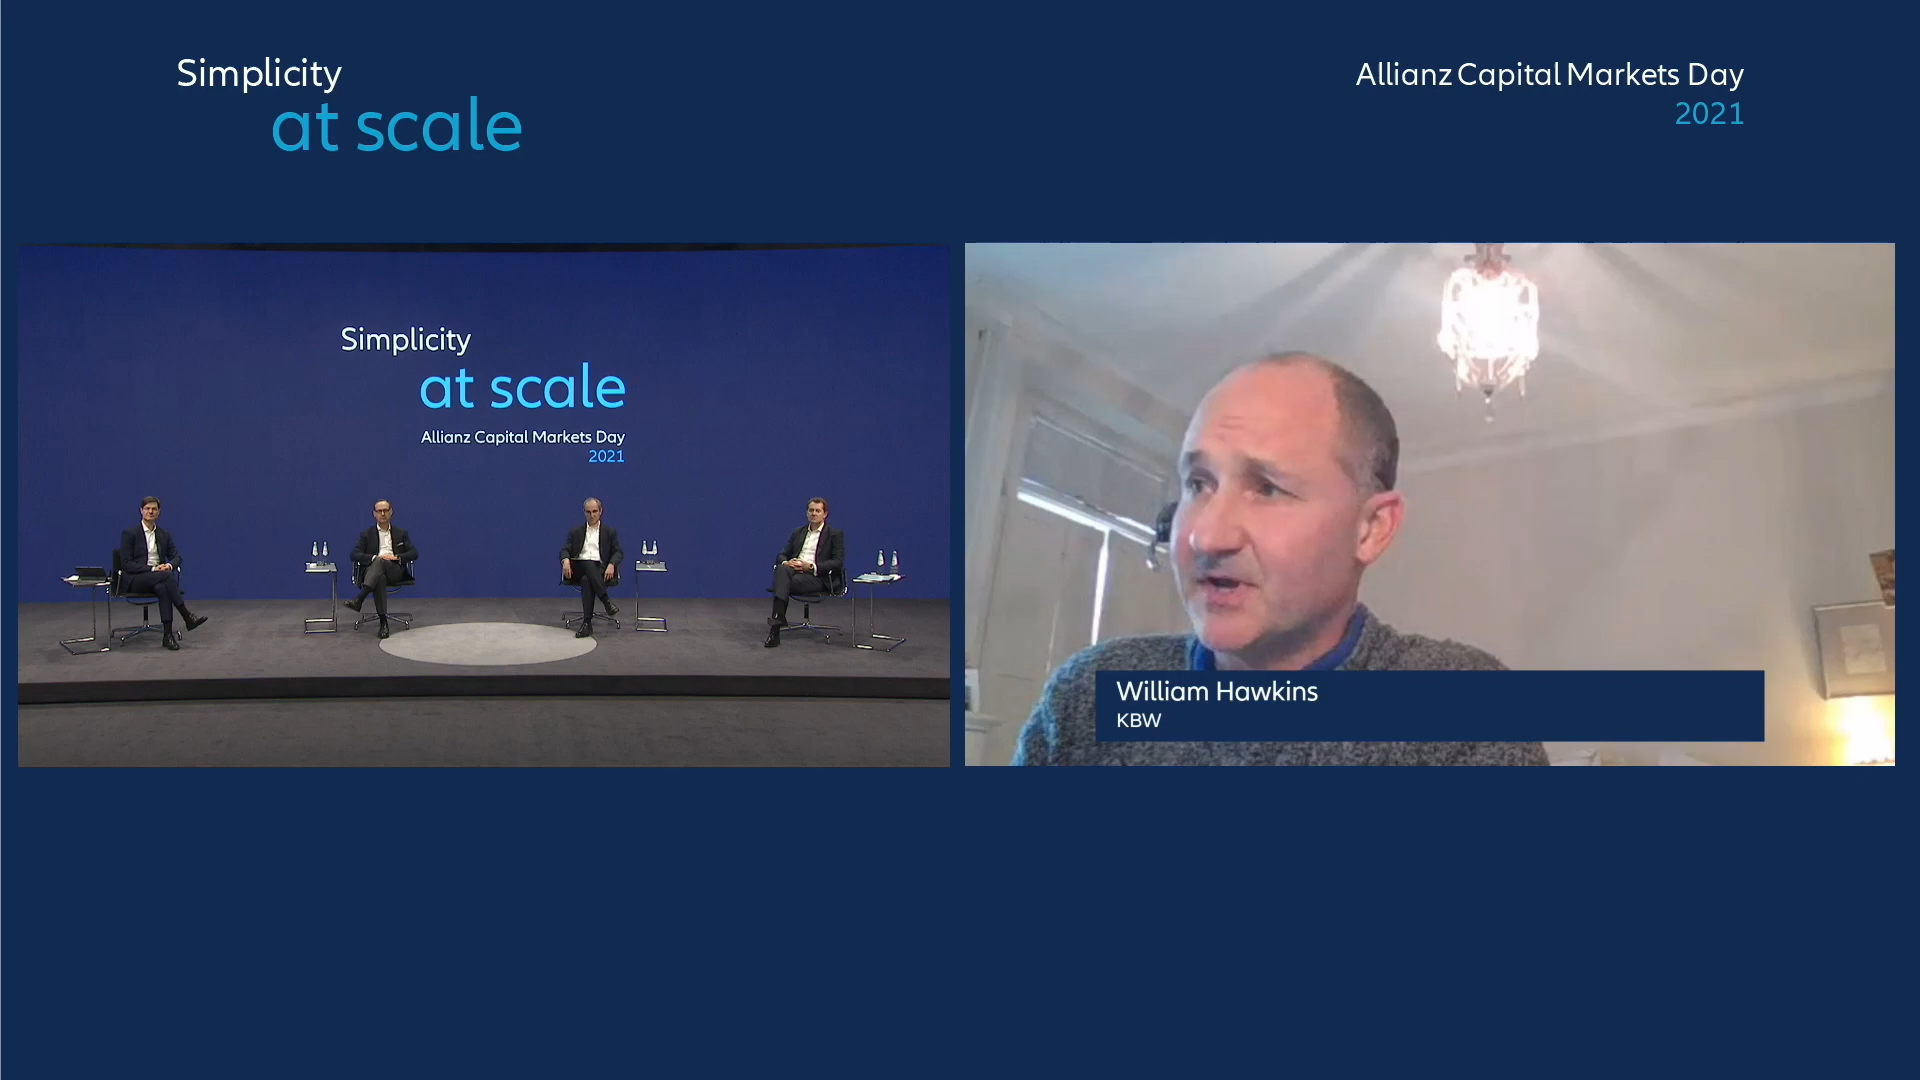 Simplicity
at scale
Allianz Capital Markets Day
2021
Simplicity
at scale
Allianz Capital Markets Day
2021
William Hawkins
KBW